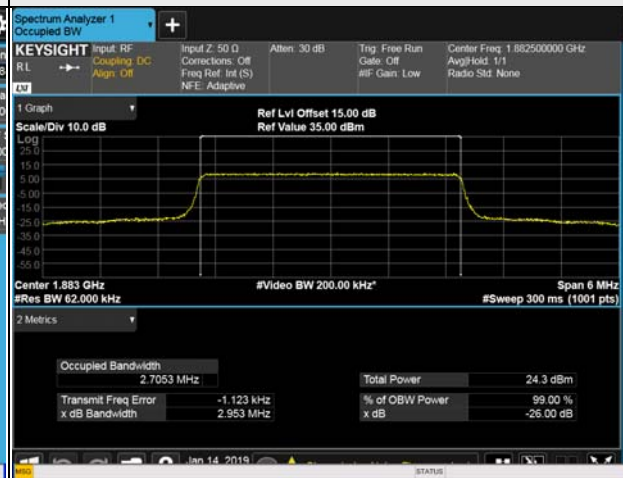 Spectrum Analyzer 1
Occupied BW
+
KEYSIGHT
RL
LXI
Input: RF
Coupling: DC
Align: Off
Input Z: 50 Ω
Corrections: Off
Freq Ref: Int (S)
NFE: Adaptive
Atten: 30 dB
Trig: Free Run
Gate: Off
#IF Gain: Low
Center Freq: 1.882500000 GHz
Avg|Hold: 1/1
Radio Std: None
1 Graph
Scale/Div 10.0 dB
Ref Lvl Offset 15.00 dB
Ref Value 35.00 dBm
Log
25.0
15.0
5.00
-5.00
-15.0
-25.0
-35.0
-45.0
-55.0
Center 1.883 GHz
#Video BW 200.00 kHz*
Span 6 MHz
#Res BW 62.000 kHz
#Sweep 300 ms (1001 pts)
2 Metrics
Occupied Bandwidth
2.7053 MHz
Total Power 24.3 dBm
Transmit Freq Error -1.123 kHz
% of OBW Power 99.00 %
x dB Bandwidth 2.953 MHz
x dB -26.00 dB
Jan 14, 2019
MSG
STATUS